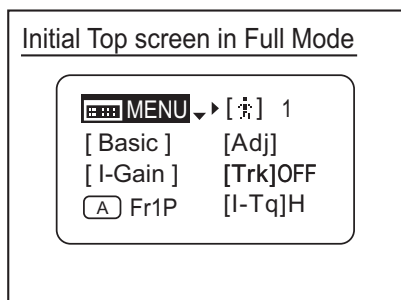 Initial Top screen in Full Mode
MENU [ ] 1
[ Basic ] [Adj]
[ I-Gain ] [Trk]OFF
A Fr1P [I-Tq]H